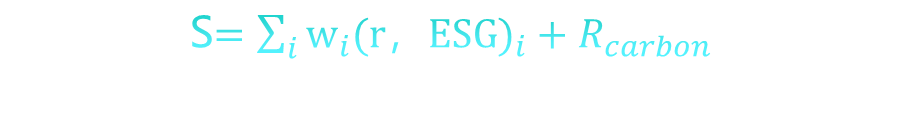 S= ∑ᵢ wᵢ(r， ESG)ᵢ + R_carbon